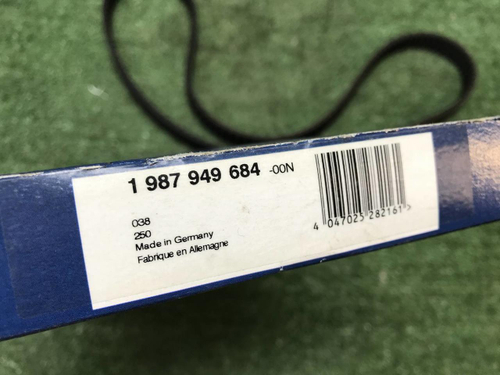 1 987 949 684 -00N
038
250
Made in Germany
Fabrique en Allemagne
4 047025 282161